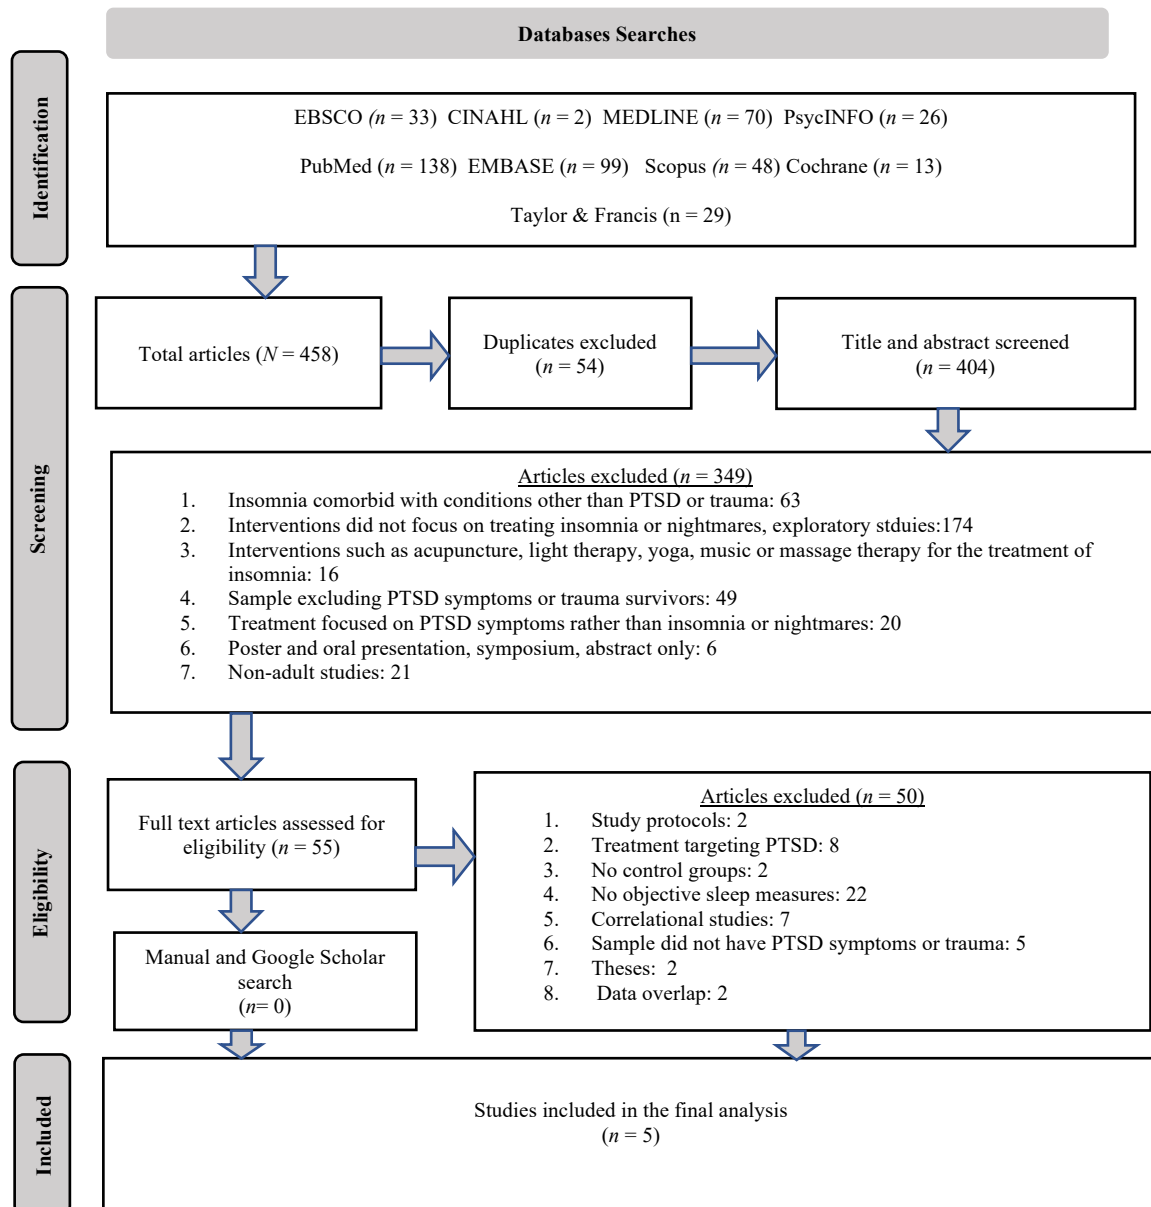 Databases Searches
Identification
EBSCO (n = 33) CINAHL (n = 2) MEDLINE (n = 70) PsycINFO (n = 26)
PubMed (n = 138) EMBASE (n = 99) Scopus (n = 48) Cochrane (n = 13)
Taylor & Francis (n = 29)
Screening
Total articles (N = 458)
Duplicates excluded
(n = 54)
Title and abstract screened
(n = 404)
Articles excluded (n = 349)
1. Insomnia comorbid with conditions other than PTSD or trauma: 63
2. Interventions did not focus on treating insomnia or nightmares, exploratory stduies:174
3. Interventions such as acupuncture, light therapy, yoga, music or massage therapy for the treatment of
insomnia: 16
4. Sample excluding PTSD symptoms or trauma survivors: 49
5. Treatment focused on PTSD symptoms rather than insomnia or nightmares: 20
6. Poster and oral presentation, symposium, abstract only: 6
7. Non-adult studies: 21
Eligibility
Full text articles assessed for
eligibility (n = 55)
Articles excluded (n = 50)
1. Study protocols: 2
2. Treatment targeting PTSD: 8
3. No control groups: 2
4. No objective sleep measures: 22
5. Correlational studies: 7
6. Sample did not have PTSD symptoms or trauma: 5
7. Theses: 2
8. Data overlap: 2
Manual and Google Scholar
search
(n= 0)
Included
Studies included in the final analysis
(n = 5)